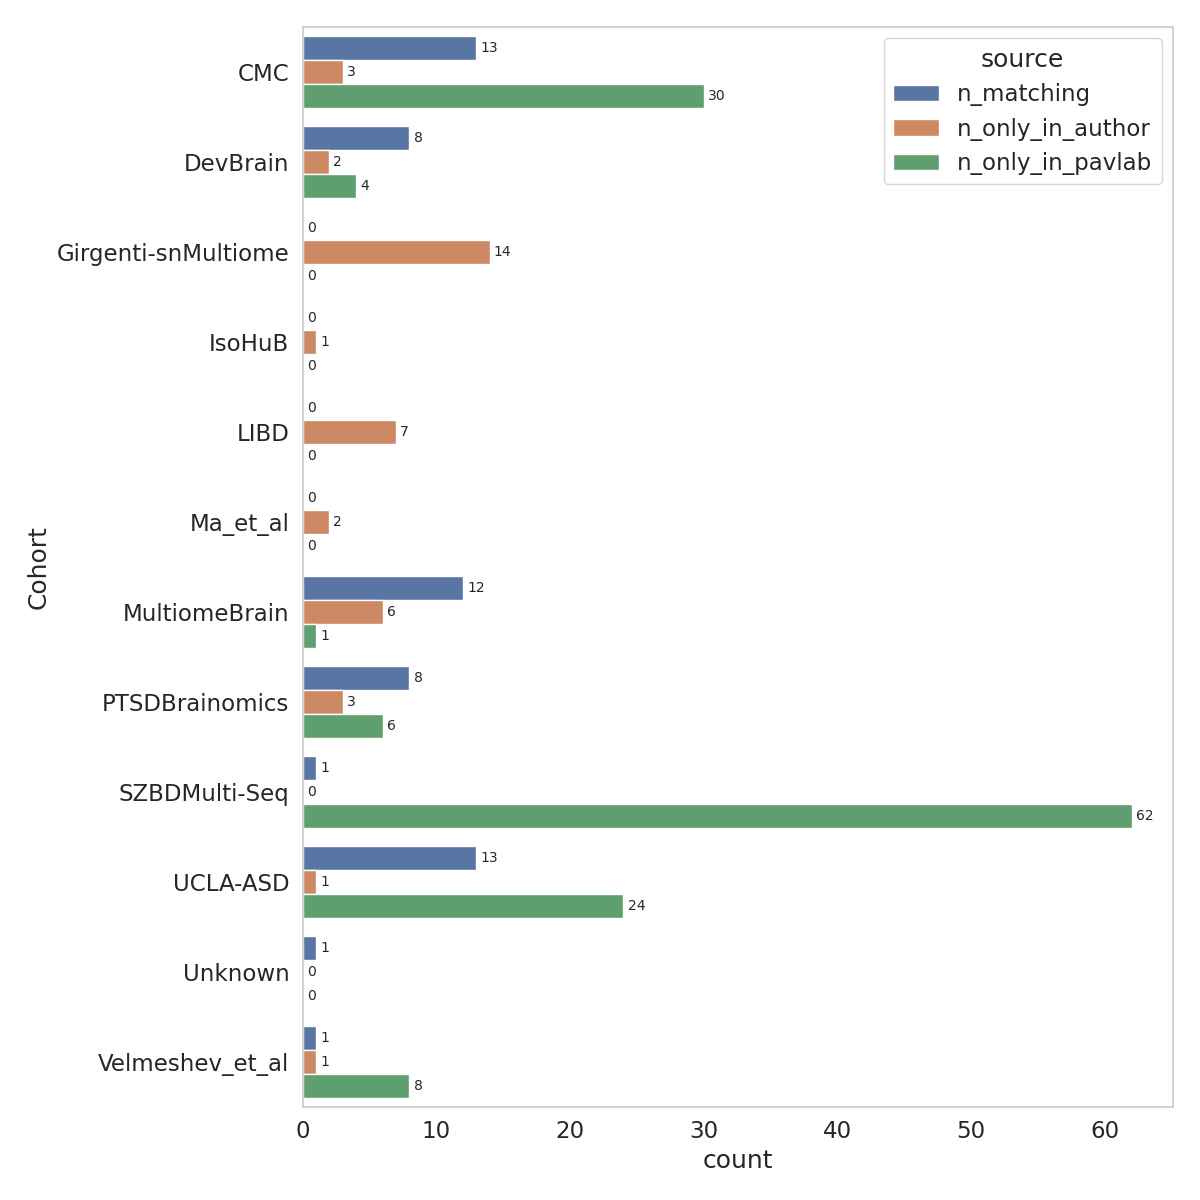 source
n_matching
n_only_in_author
n_only_in_pavlab
Cohort
CMC
13
3
30
DevBrain
8
2
4
Girgenti-snMultiome
0
14
0
IsoHuB
0
1
0
LIBD
0
7
0
Ma_et_al
0
2
0
MultiomeBrain
12
6
1
PTSDBrainomics
8
3
6
SZBDMulti-Seq
1
0
62
UCLA-ASD
13
1
24
Unknown
1
0
0
Velmeshev_et_al
1
1
8
0 10 20 30 40 50 60
count